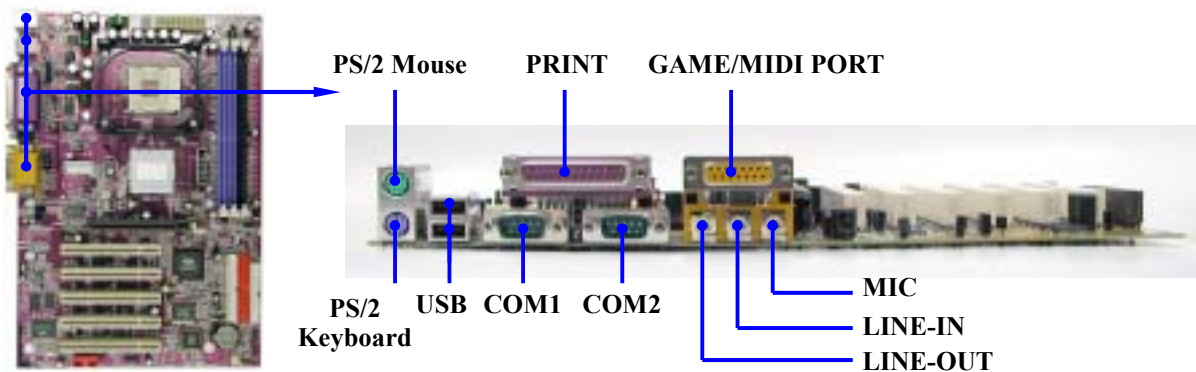 PS/2 Mouse
PRINT
GAME/MIDI PORT
PS/2
Keyboard
USB
COM1
COM2
MIC
LINE-IN
LINE-OUT